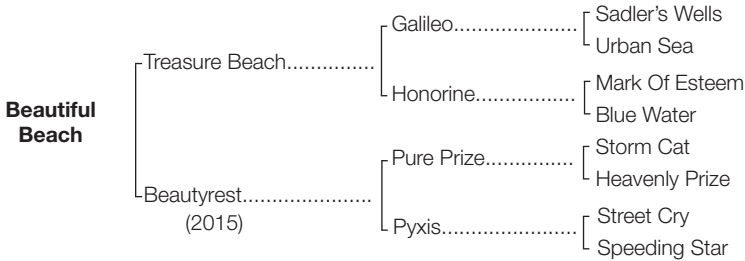 Sadler's Wells
Galileo.....................
Urban Sea
Treasure Beach...............
Mark Of Esteem
Honorine.................
Blue Water
Beautiful
Beach
Storm Cat
Pure Prize...............
Heavenly Prize
Beautyrest......................
(2015)
Street Cry
Pyxis.......................
Speeding Star